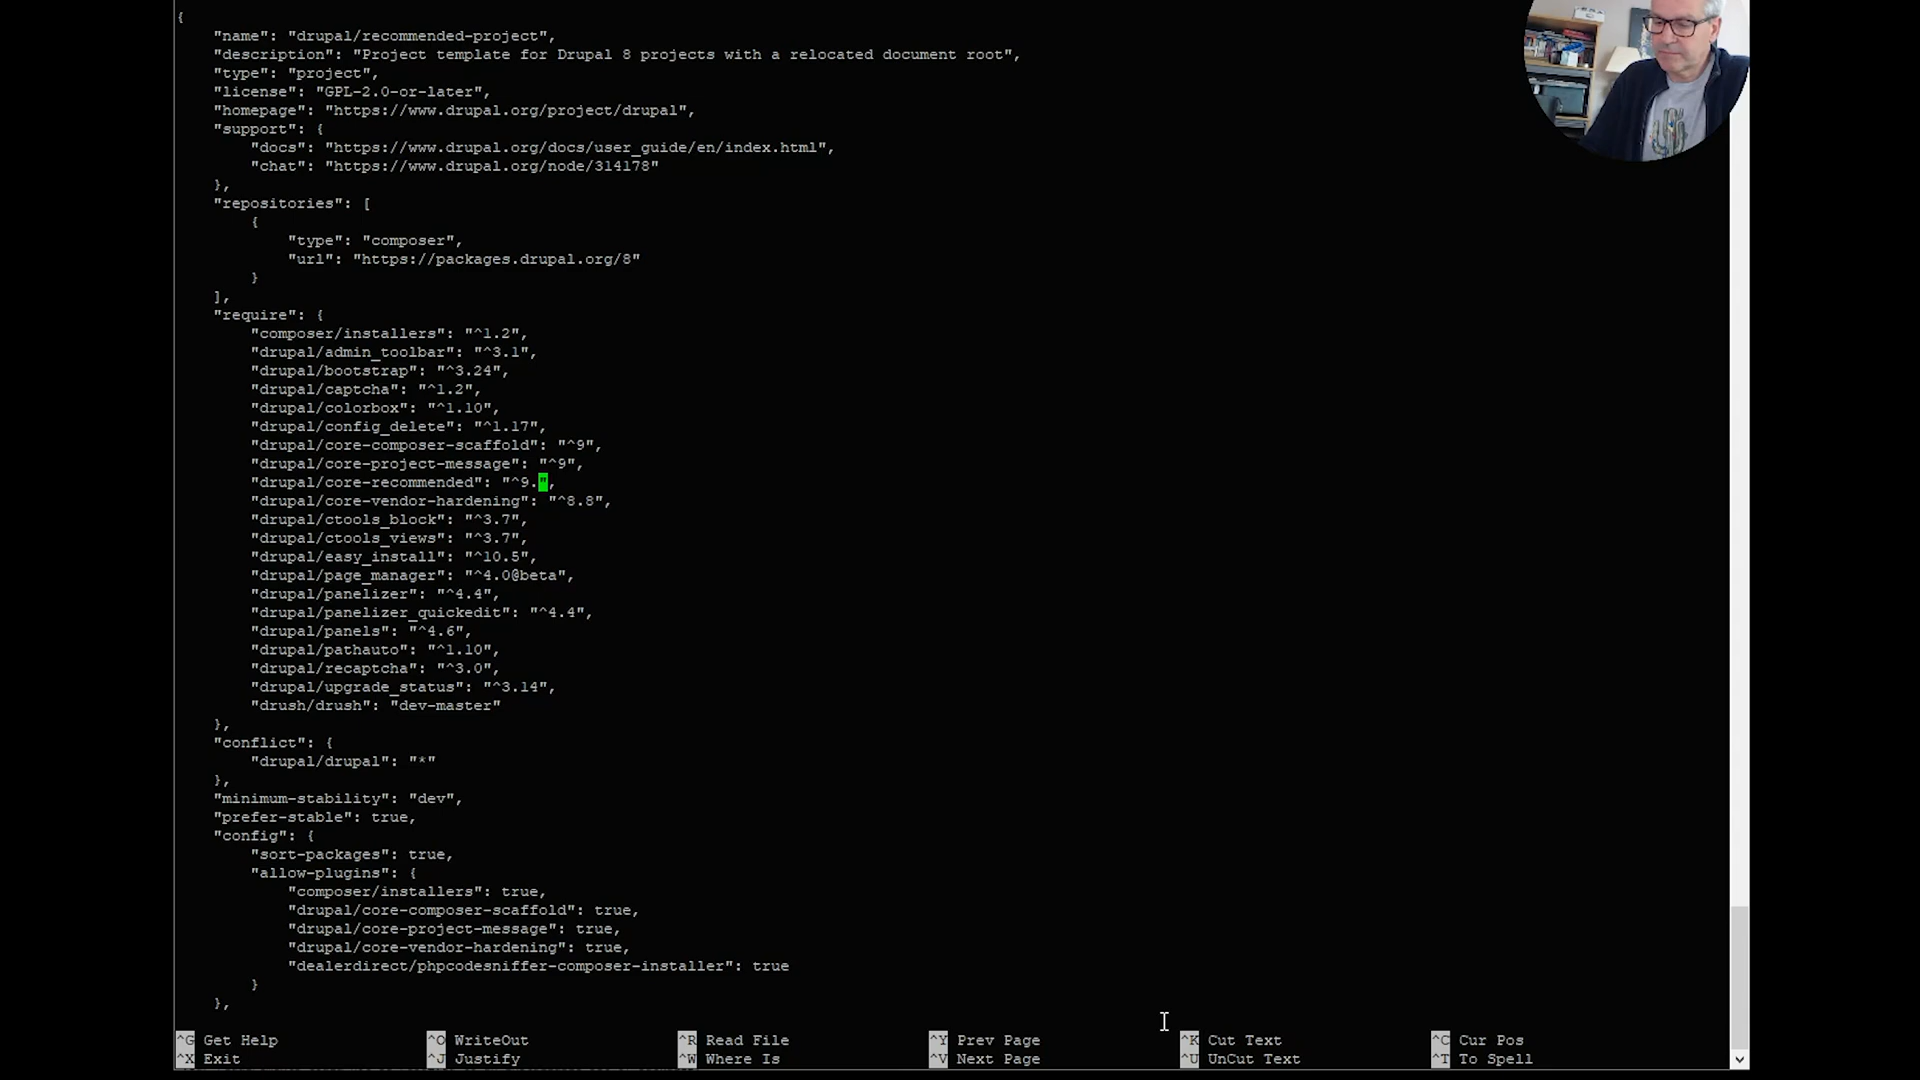 {
"name": "drupal/recommended-project",
"description": "Project template for Drupal 8 projects with a relocated document root",
"type": "project",
"license": "GPL-2.0-or-later",
"homepage": "https://www.drupal.org/project/drupal",
"support": {
"docs": "https://www.drupal.org/docs/user_guide/en/index.html",
"chat": "https://www.drupal.org/node/314178"
},
"repositories": [
{
"type": "composer",
"url": "https://packages.drupal.org/8"
}
],
"require": {
"composer/installers": "^1.2",
"drupal/admin_toolbar": "^3.1",
"drupal/bootstrap": "^3.24",
"drupal/captcha": "^1.2",
"drupal/colorbox": "^1.10",
"drupal/config_delete": "^1.17",
"drupal/core-composer-scaffold": "^9",
"drupal/core-project-message": "^9",
"drupal/core-recommended": "^9.",
"drupal/core-vendor-hardening": "^8.8",
"drupal/ctools_block": "^3.7",
"drupal/ctools_views": "^3.7",
"drupal/easy_install": "^10.5",
"drupal/page_manager": "^4.0@beta",
"drupal/panelizer": "^4.4",
"drupal/panelizer_quickedit": "^4.4",
"drupal/panels": "^4.6",
"drupal/pathauto": "^1.10",
"drupal/recaptcha": "^3.0",
"drupal/upgrade_status": "^3.14",
"drush/drush": "dev-master"
},
"conflict": {
"drupal/drupal": "*"
},
"minimum-stability": "dev",
"prefer-stable": true,
"config": {
"sort-packages": true,
"allow-plugins": {
"composer/installers": true,
"drupal/core-composer-scaffold": true,
"drupal/core-project-message": true,
"drupal/core-vendor-hardening": true,
"dealerdirect/phpcodesniffer-composer-installer": true
}
},
^G Get Help ^O WriteOut ^R Read File ^Y Prev Page ^K Cut Text ^C Cur Pos
^X Exit ^J Justify ^W Where Is ^V Next Page ^U UnCut Text ^T To Spell